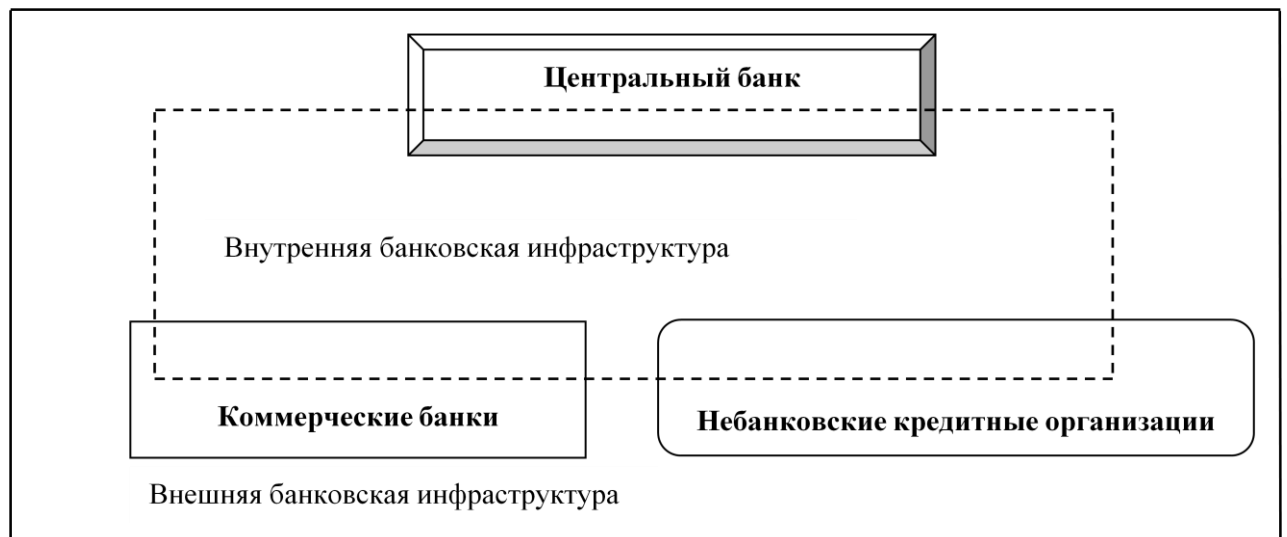 Центральный банк
Внутренняя банковская инфраструктура
Коммерческие банки
Небанковские кредитные организации
Внешняя банковская инфраструктура